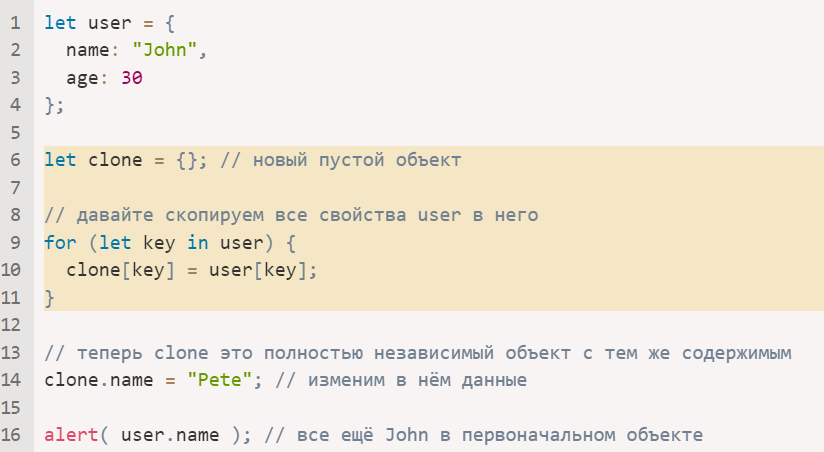 1 let user = {
2   name: "John",
3   age: 30
4 };
5
6 let clone = {}; // новый пустой объект
7
8 // давайте скопируем все свойства user в него
9 for (let key in user) {
10   clone[key] = user[key];
11 }
12
13 // теперь clone это полностью независимый объект с тем же содержимым
14 clone.name = "Pete"; // изменим в нём данные
15
16 alert( user.name ); // все ещё John в первоначальном объекте